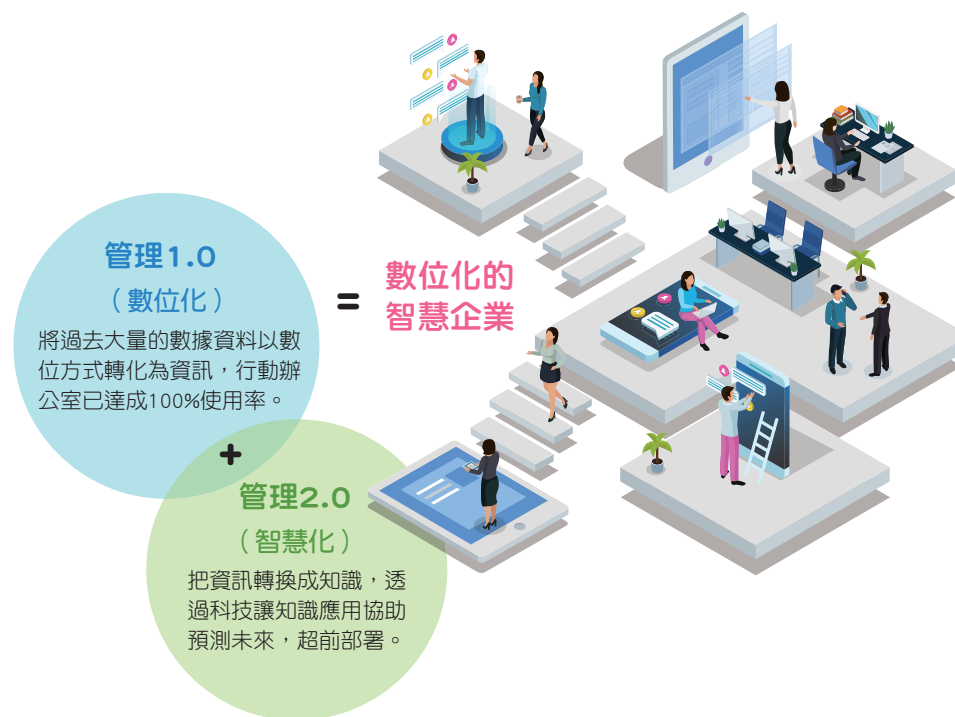 管理1.0
（數位化）
將過去大量的數據資料以數
位方式轉化為資訊，行動辦
公室已達成100%使用率。
+
管理2.0
（智慧化）
把資訊轉換成知識，透
過科技讓知識應用協助
預測未來，超前部署。
=
數位化的
智慧企業